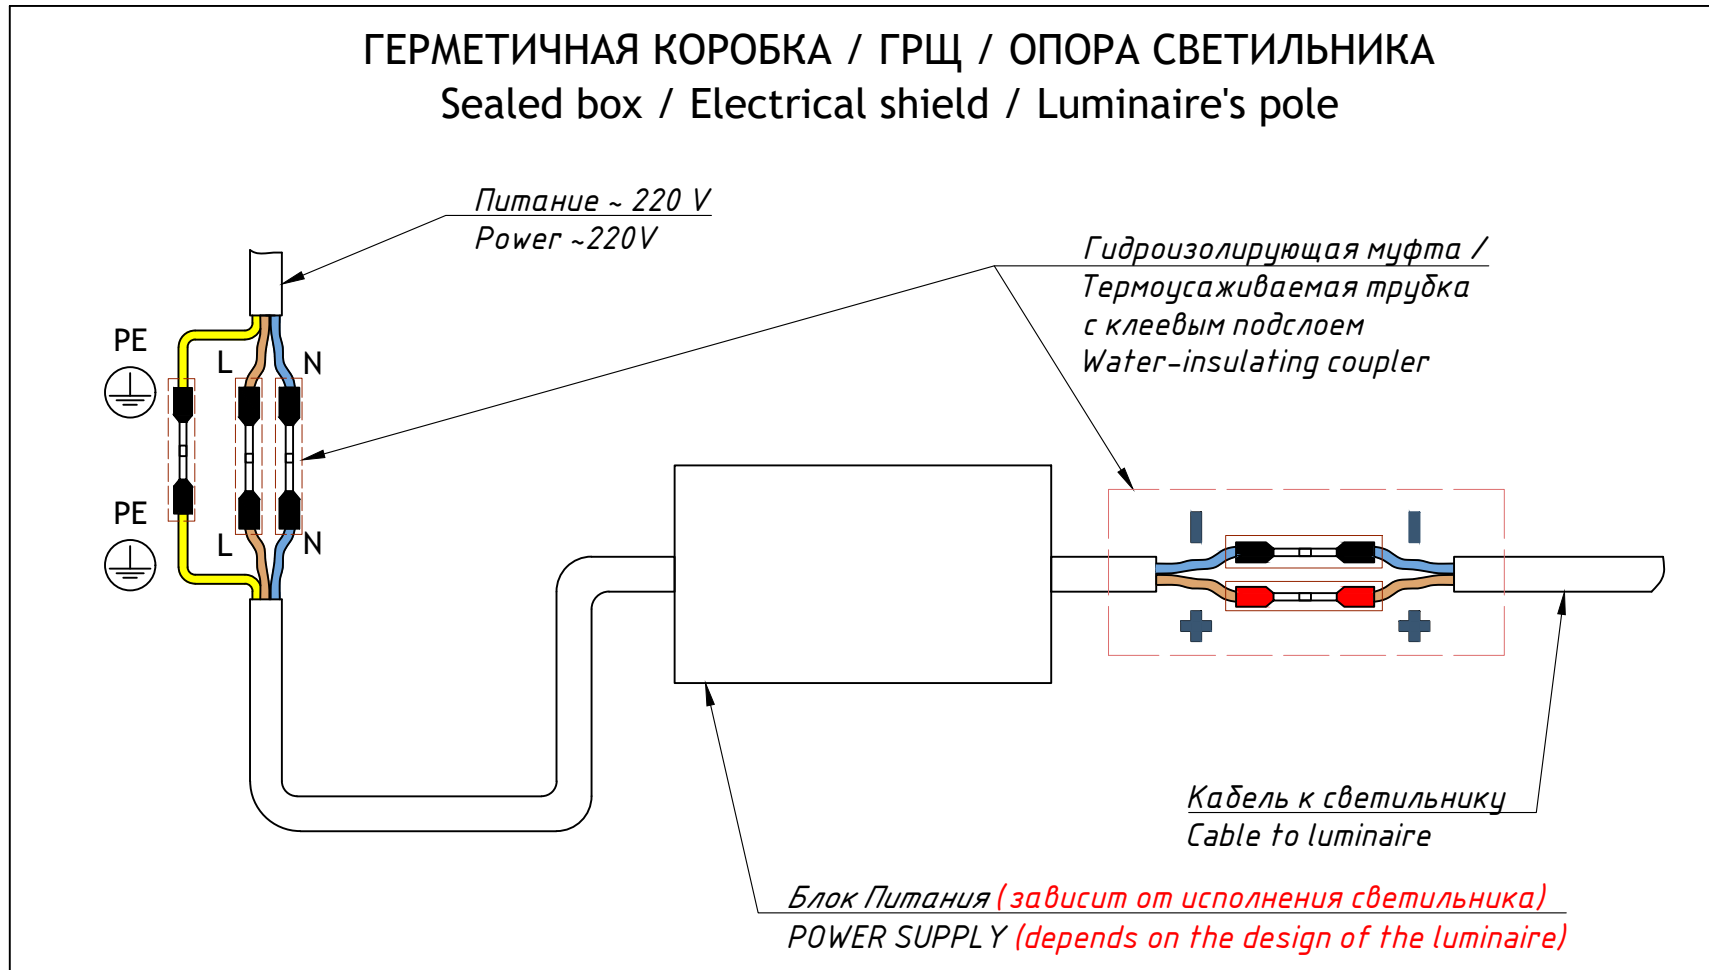 ГЕРМЕТИЧНАЯ КОРОБКА / ГРЩ / ОПОРА СВЕТИЛЬНИКА
Sealed box / Electrical shield / Luminaire's pole
Питание ~ 220 V
Power ~220V
Гидроизолирующая муфта /
Термоусаживаемая трубка
с клеевым подслоем
Water-insulating coupler
PE
L
N
PE
L
N
Кабель к светильнику
Cable to luminaire
Блок Питания (зависит от исполнения светильника)
POWER SUPPLY (depends on the design of the luminaire)